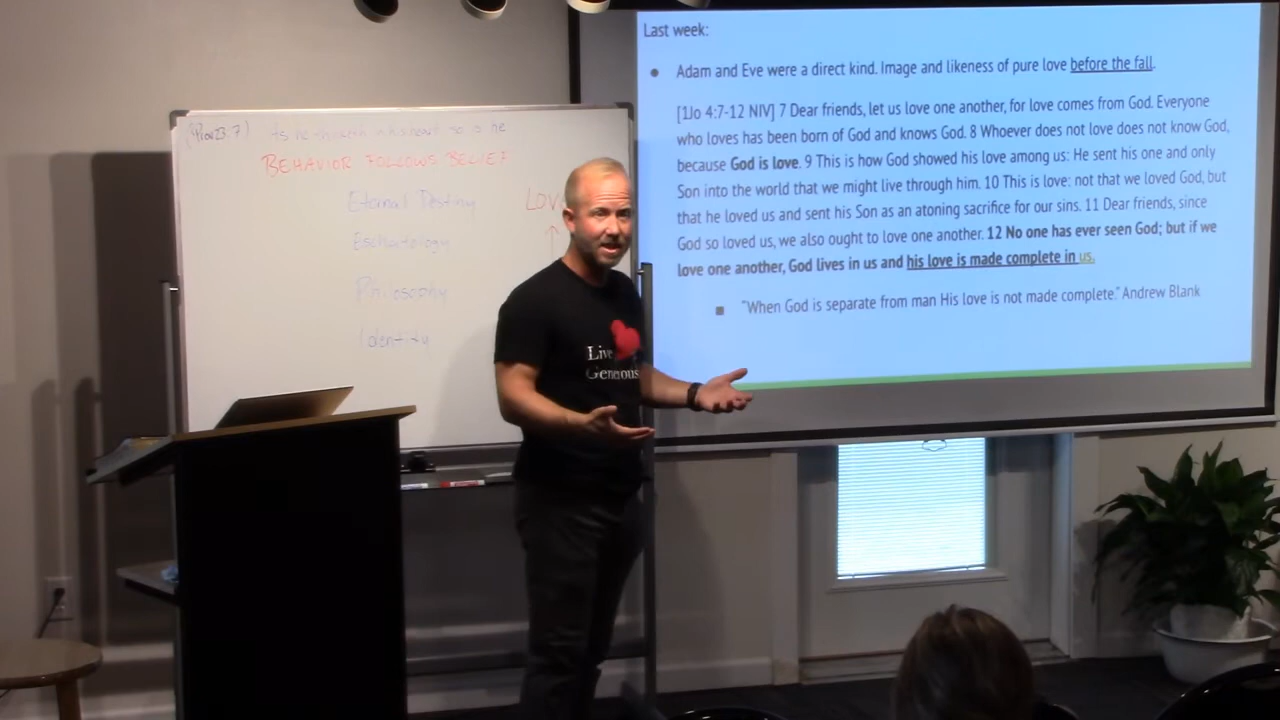 Last week:
Adam and Eve were a direct kind. Image and likeness of pure love before the fall.
[1Jo 4:7-12 NIV] 7 Dear friends, let us love one another, for love comes from God. Everyone
who loves has been born of God and knows God. 8 Whoever does not love does not know God,
because God is love. 9 This is how God showed his love among us: He sent his one and only
Son into the world that we might live through him. 10 This is love: not that we loved God, but
that he loved us and sent his Son as an atoning sacrifice for our sins. 11 Dear friends, since
God so loved us, we also ought to love one another. 12 No one has ever seen God; but if we
love one another, God lives in us and his love is made complete in us.
"When God is separate from man His love is not made complete." Andrew Blank
(Prov 23:7) As he thinketh in his heart so is he
BEHAVIOR FOLLOWS BELIEF
Eternal Destiny
Eschatology
Philosophy
Identity
Live